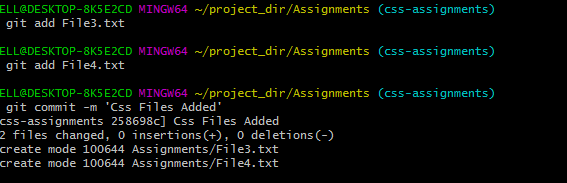 ELL@DESKTOP-8K5E2CD MINGW64 ~/project_dir/Assignments (css-assignments)
git add File3.txt
ELL@DESKTOP-8K5E2CD MINGW64 ~/project_dir/Assignments (css-assignments)
git add File4.txt
ELL@DESKTOP-8K5E2CD MINGW64 ~/project_dir/Assignments (css-assignments)
git commit -m 'Css Files Added'
css-assignments 258698c] Css Files Added
2 files changed, 0 insertions(+), 0 deletions(-)
create mode 100644 Assignments/File3.txt
create mode 100644 Assignments/File4.txt